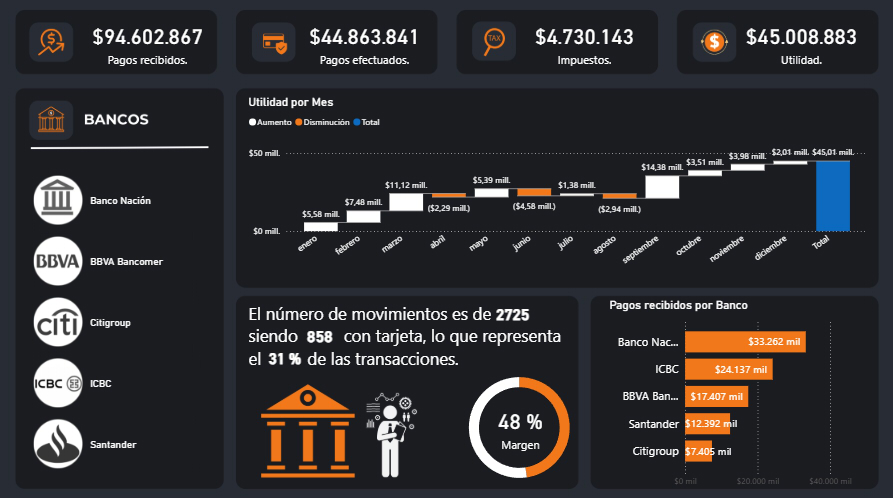 $94.602.867
Pagos recibidos.
$44.863.841
Pagos efectuados.
TAX
$4.730.143
Impuestos.
$
$45.008.883
Utilidad.
BANCOS
Banco Nación
BBVA
BBVA Bancomer
citi
Citigroup
ICBC
ICBC
Santander
Utilidad por Mes
Aumento Disminución Total
$50 mill.
$0 mill.
$5,58 mill.
$7,48 mill.
$11,12 mill.
($2,29 mill.)
$5,39 mill.
($4,58 mill.)
$1,38 mill.
($2,94 mill.)
$14,38 mill.
$3,51 mill.
$3,98 mill.
$2,01 mill.
$45,01 mill.
enero
febrero
marzo
abril
mayo
junio
julio
agosto
septiembre
octubre
noviembre
diciembre
Total
El número de movimientos es de 2725
siendo 858 con tarjeta, lo que representa
el 31 % de las transacciones.
48 %
Margen
Pagos recibidos por Banco
Banco Nac... $33.262 mil
ICBC $24.137 mil
BBVA Ban... $17.407 mil
Santander $12.392 mil
Citigroup $7.405 mil
$0 mil $20.000 mil $40.000 mil